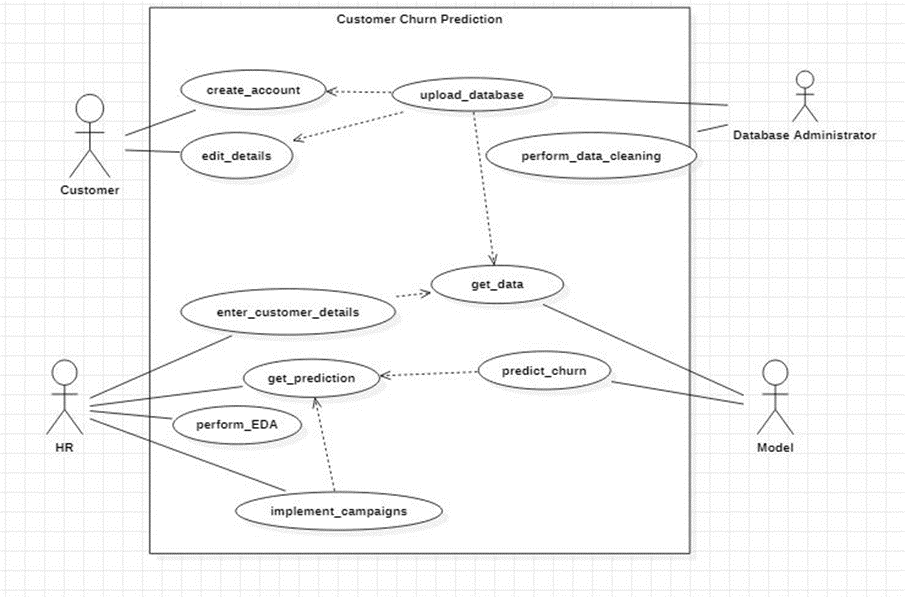 Customer Churn Prediction
create_account
upload_database
Database Administrator
edit_details
perform_data_cleaning
Customer
get_data
enter_customer_details
get_prediction
predict_churn
perform_EDA
HR
Model
implement_campaigns